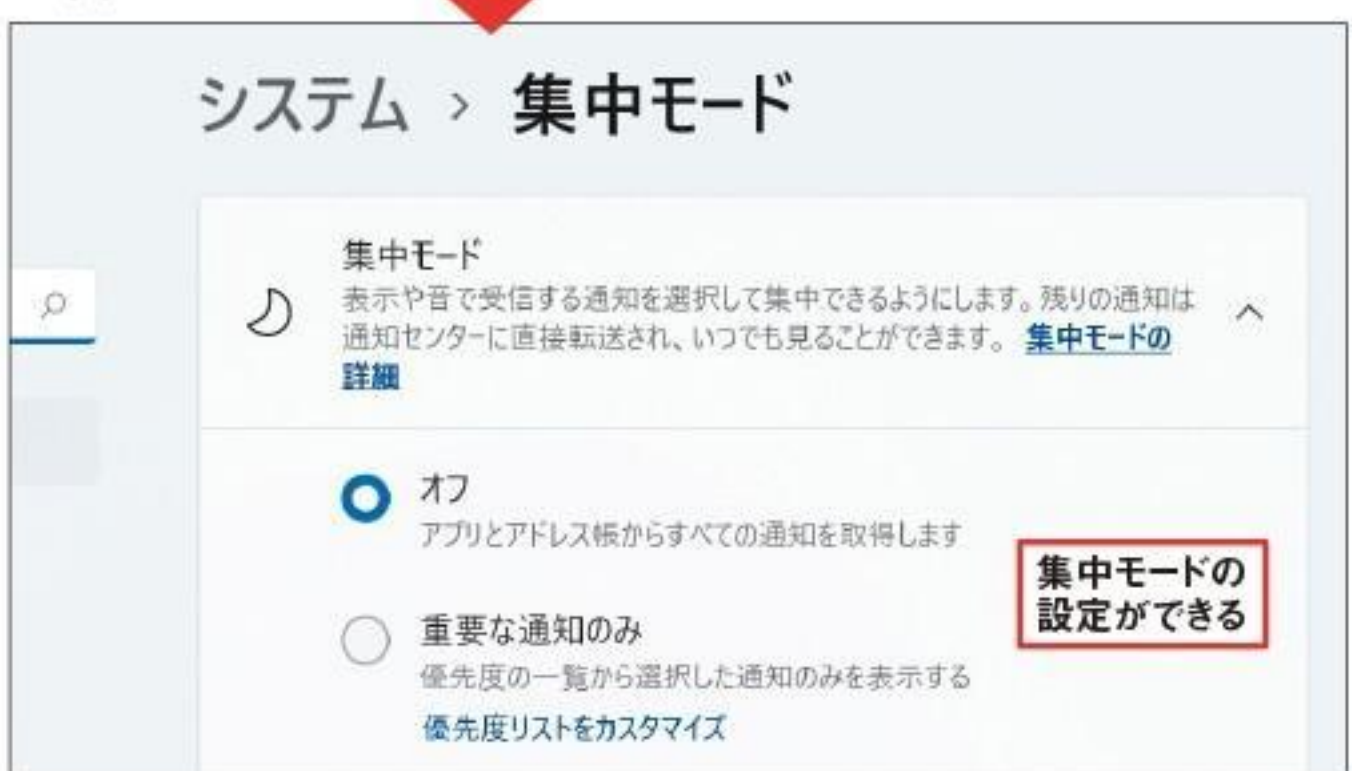 システム > 集中モード
集中モード
表示や音で受信する通知を選択して集中できるようにします。残りの通知は
通知センターに直接転送され、いつでも見ることができます。 集中モードの
詳細
オフ
アプリとアドレス帳からすべての通知を取得します
集中モードの
設定ができる
重要な通知のみ
優先度の一覧から選択した通知のみを表示する
優先度リストをカスタマイズ